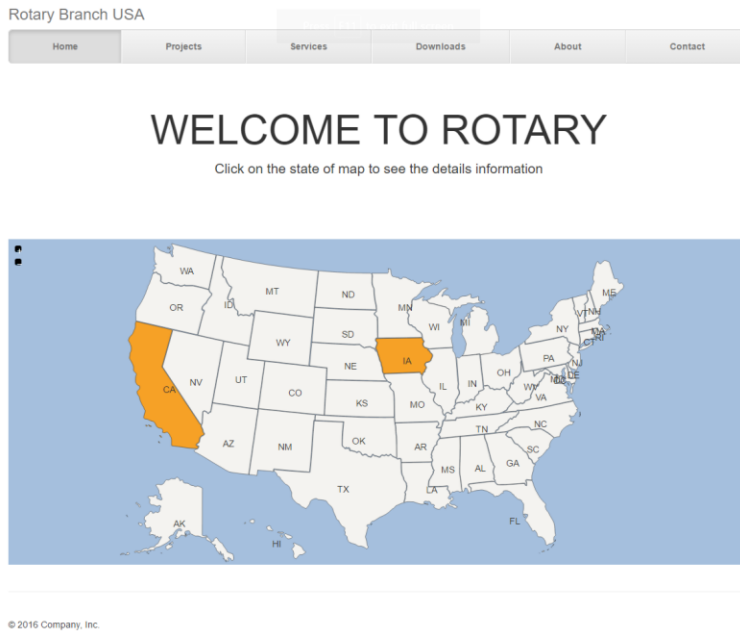 Rotary Branch USA
Home Projects Services Downloads About Contact
WELCOME TO ROTARY
Click on the state of map to see the details information
WA
MT
ND
MN
ME
OR
ID
VT NH
SD
WI
MI
NY
MA
RI
CT
WY
IA
PA
NJ
NE
OH
CA
NV
UT
CO
IL
IN
DE
WV
VA
KS
MO
KY
NC
TN
AZ
NM
OK
AR
SC
MS
AL
GA
TX
LA
AK
HI
FL
© 2016 Company, Inc.